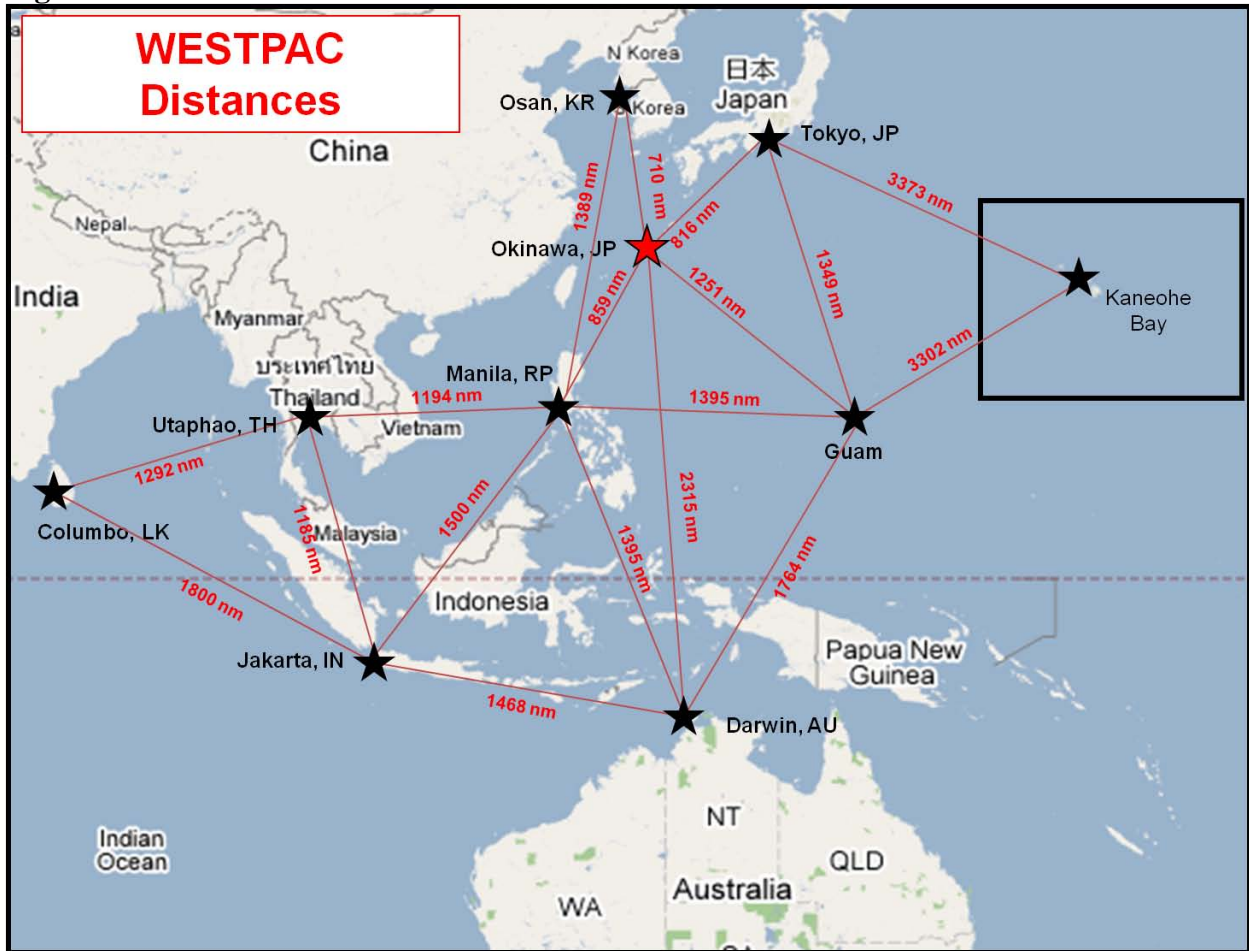 WESTPAC
Distances
N Korea
Osan, KR
Korea
日本
Japan
Tokyo, JP
China
1389 nm
710 nm
3373 nm
Nepal
Okinawa, JP
816 nm
India
Myanmar
859 nm
1251 nm
1349 nm
Kaneohe
Bay
ประเทศไทย
Thailand
Manila, RP
3302 nm
1194 nm
1395 nm
Utaphao, TH
Vietnam
Guam
1292 nm
Columbo, LK
1185 nm
Malaysia
1500 nm
2315 nm
1395 nm
1764 nm
1800 nm
Indonesia
Jakarta, IN
Papua New
Guinea
1468 nm
Darwin, AU
NT
Indian
Ocean
QLD
Australia
WA